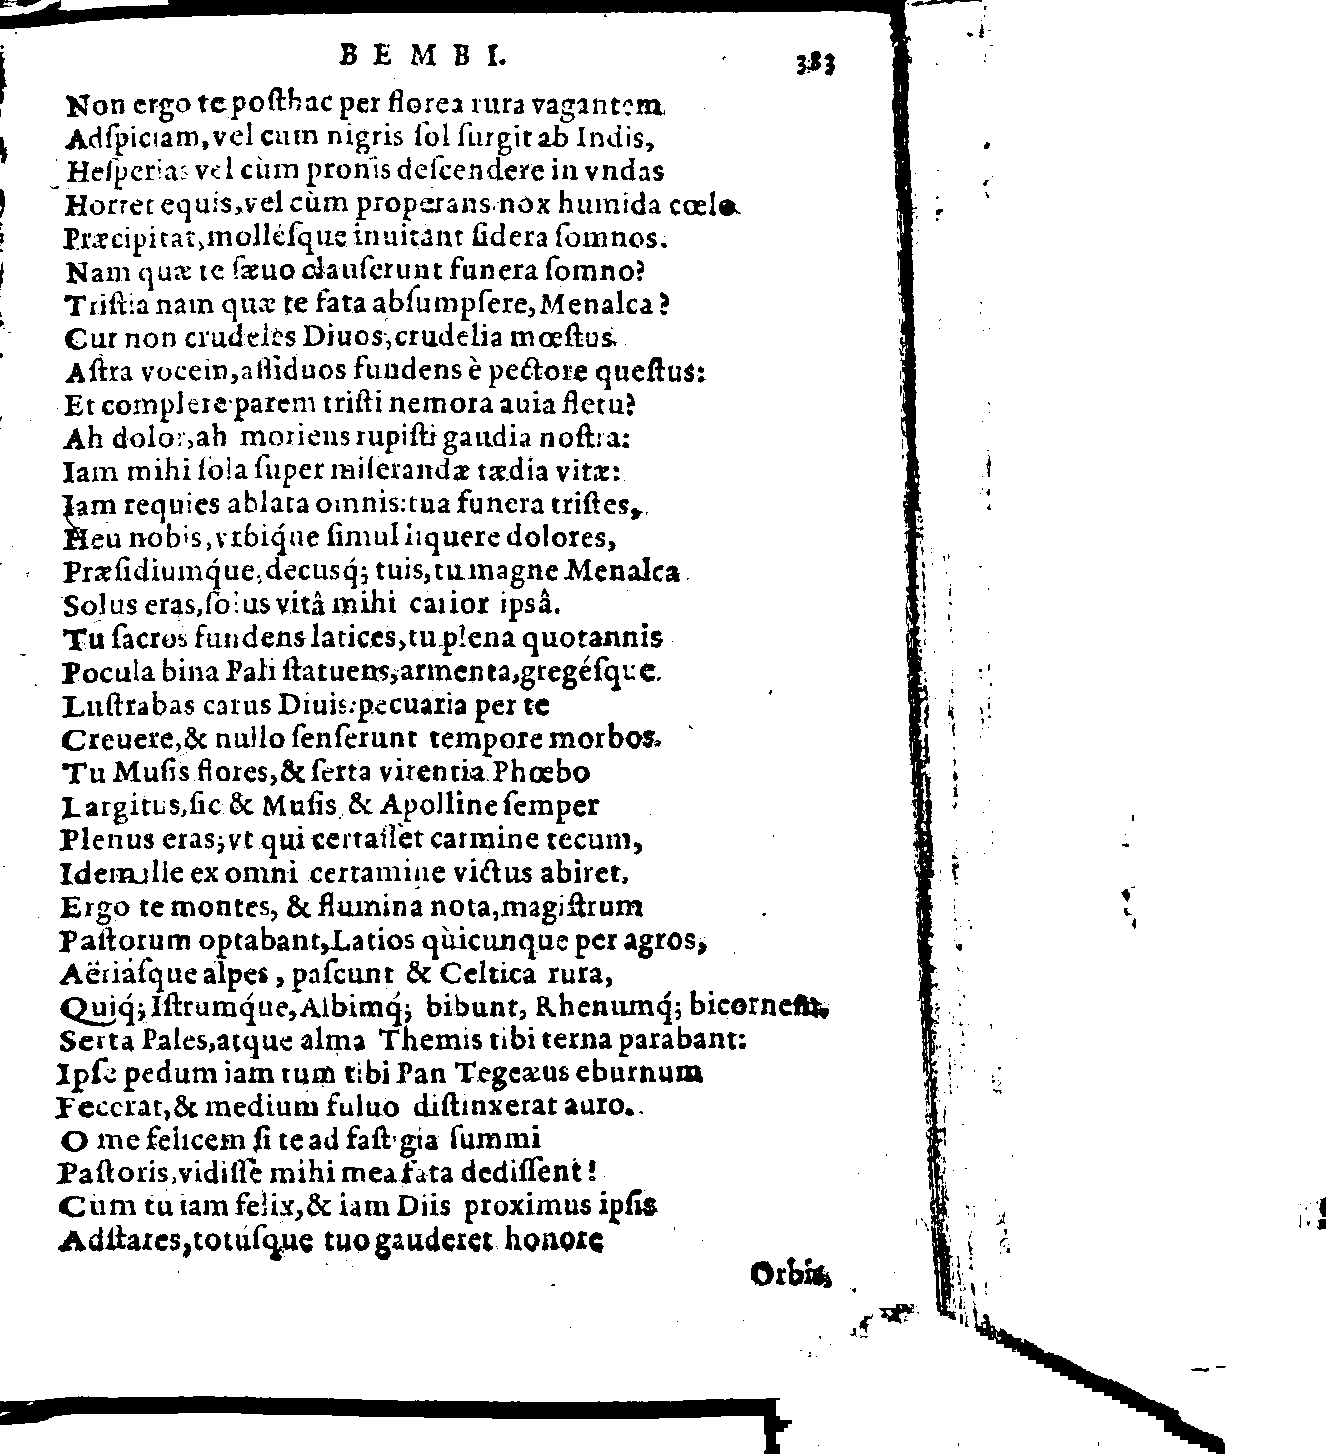 BEMBI. 383
Non ergo te poſthac per florea rura vagantem
Adſpiciam, vel cum nigris ſol ſurgit ab Indis,
Heſperias vel cùm pronis deſcendere in vndas
Horret equis, vel cùm properans nox humida cœlo
Præcipitat, molléſque inuitant ſidera ſomnos.
Nam quæ te ſæuo clauſerunt funera ſomno?
Triſtia nam quæ te fata abſumpſere, Menalca?
Cur non crudeles Diuos, crudelia mœſtus
Aſtra vocem, aſſiduos fundens è pectore queſtus:
Et complere parem triſti nemora auia fletu?
Ah dolor, ah moriens rupiſti gaudia noſtra:
Iam mihi ſola ſuper miſerandæ tædia vitæ:
Iam requies ablata omnis: tua funera triſtes,
Heu nobis, vrbiq́ue ſimul liquere dolores,
Præſidiumq́ue, decusq́; tuis, tu magne Menalca
Solus eras, ſolus vitâ mihi carior ipsâ.
Tu ſacros fundens latices, tu plena quotannis
Pocula bina Pali ſtatuens, armenta, gregéſque
Luſtrabas carus Diuis: pecuaria per te
Creuere, & nullo ſenſerunt tempore morbos.
Tu Muſis flores, & ſerta virentia Phœbo
Largitus, ſic & Muſis & Apolline ſemper
Plenus eras; vt qui certaſſet carmine tecum,
Idem ille ex omni certamine victus abiret.
Ergo te montes, & flumina nota, magiſtrum
Paſtorum optabant, Latios quicunque per agros,
Aëriáſque alpes, paſcunt & Celtica rura,
Quiq́; Iſtrumq́ue, Albimq́; bibunt, Rhenumq́; bicornem,
Serta Pales, atque alma Themis tibi terna parabant:
Ipſe pedum iam tum tibi Pan Tegeæus eburnum
Fecerat, & medium fuluo diſtinxerat auro.
O me felicem ſi te ad faſtigia ſummi
Paſtoris, vidiſſe mihi mea fata dediſſent!
Cum tu iam felix, & iam Diis proximus ipſis
Adſtares, totúſque tuo gauderet honore
Orbis,